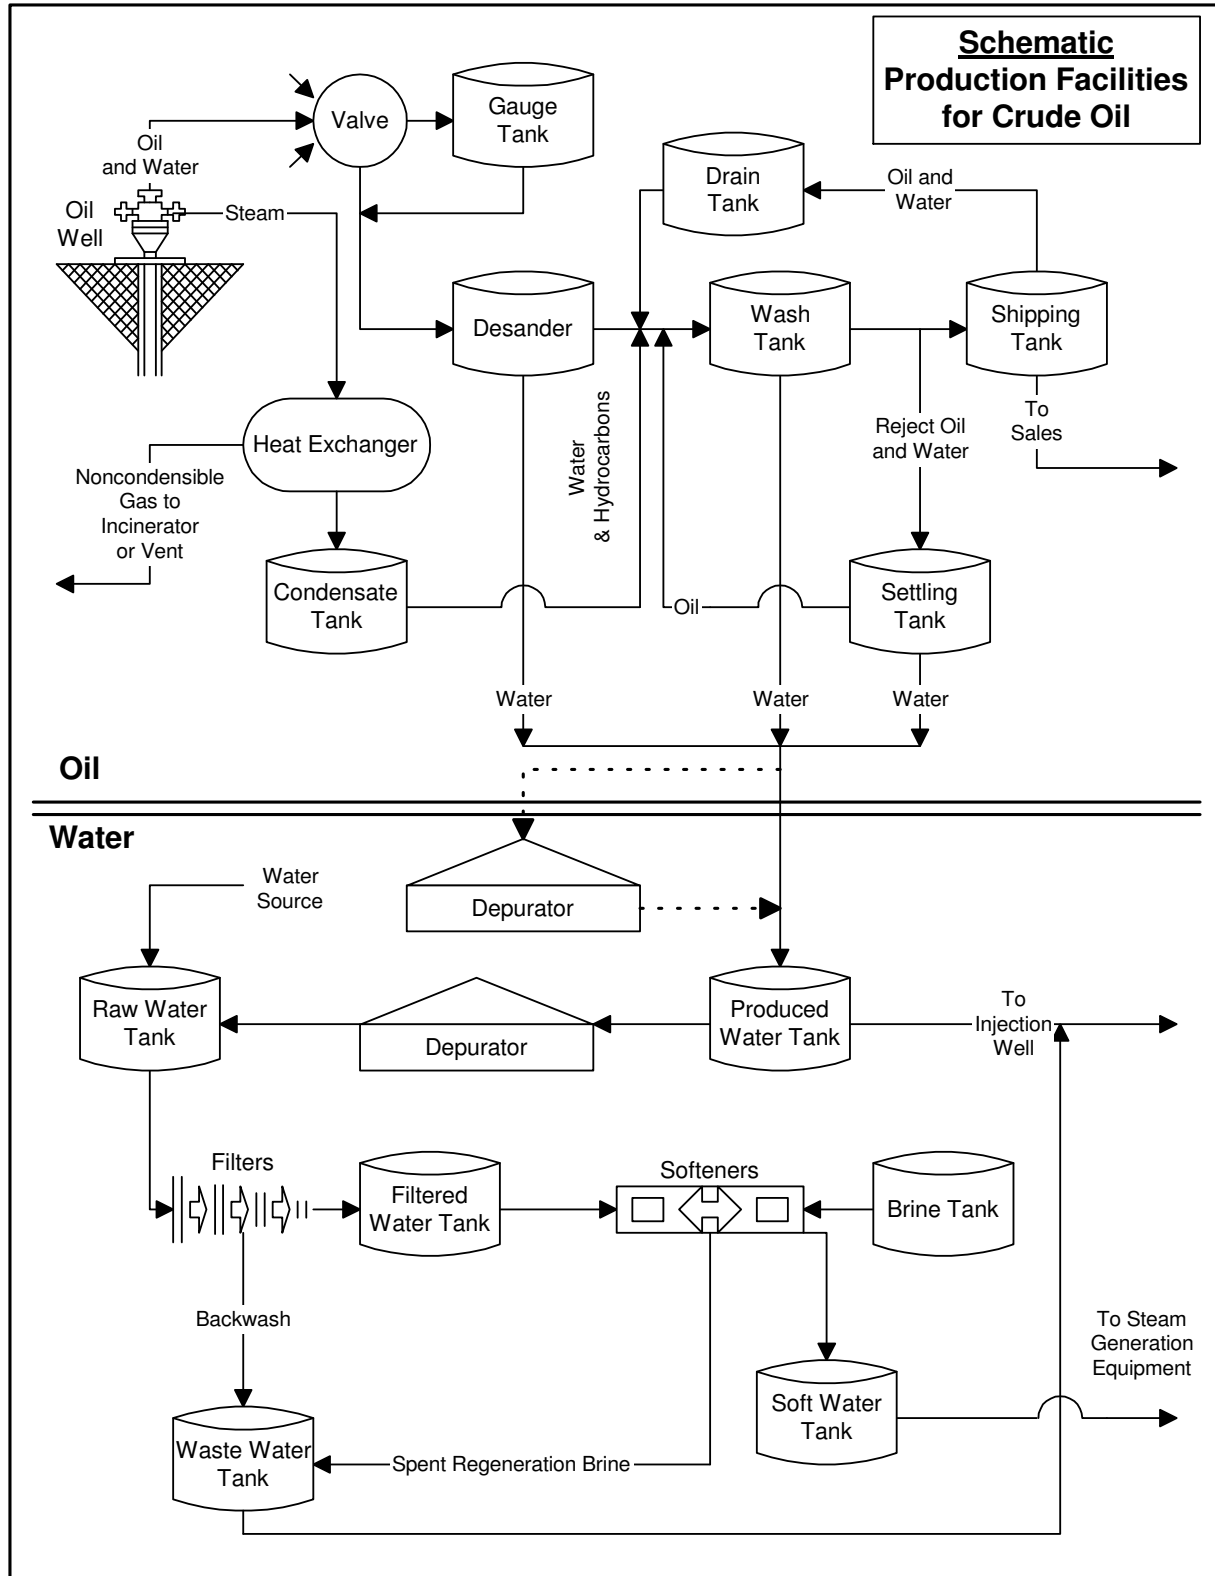 Schematic
Production Facilities
for Crude Oil
Valve
Gauge
Tank
Oil
and Water
Drain
Tank
Oil and
Water
Oil
Well
Steam
Desander
Wash
Tank
Shipping
Tank
Heat Exchanger
Water
& Hydrocarbons
Reject Oil
and Water
To
Sales
Noncondensible
Gas to
Incinerator
or Vent
Condensate
Tank
Oil
Settling
Tank
Water
Water
Water
Oil
Water
Water
Source
Depurator
Raw Water
Tank
Depurator
Produced
Water Tank
To
Injection
Well
Filters
Filtered
Water Tank
Softeners
Brine Tank
Backwash
To Steam
Generation
Equipment
Soft Water
Tank
Waste Water
Tank
Spent Regeneration Brine